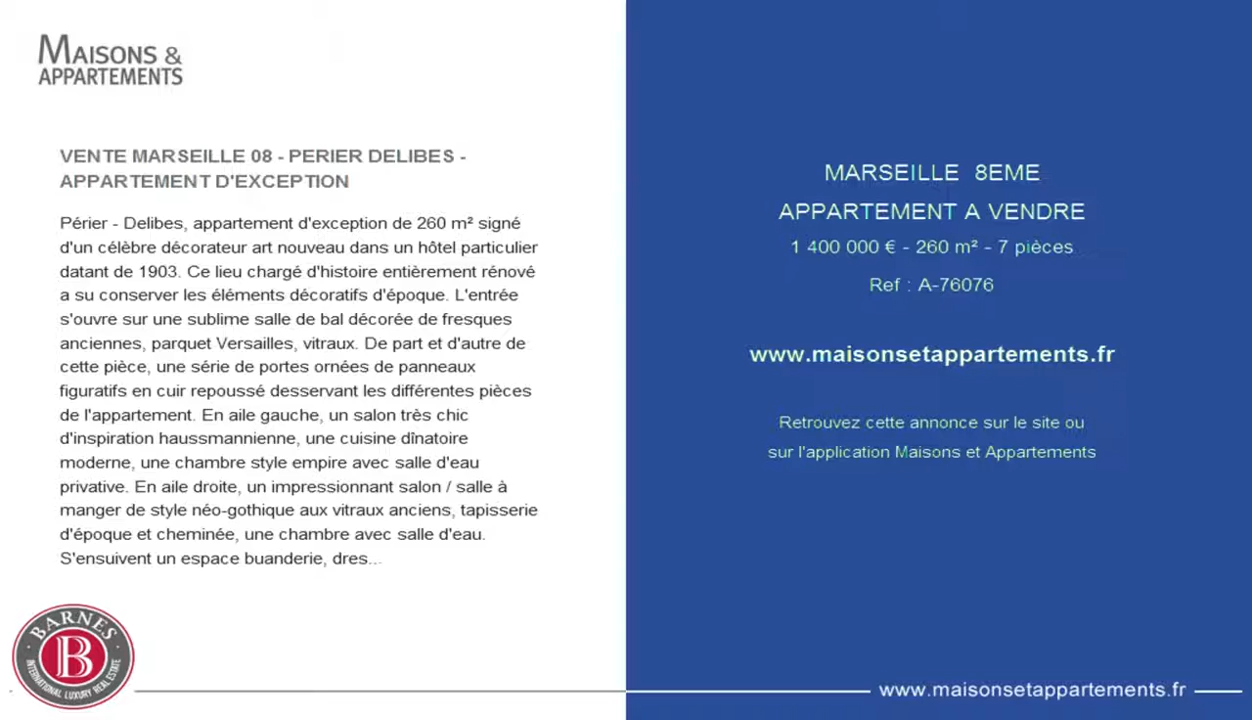 MAISONS &
APPARTEMENTS
VENTE MARSEILLE 08 - PERIER DELIBES -
APPARTEMENT D'EXCEPTION
Périer - Delibes, appartement d'exception de 260 m² signé
d'un célèbre décorateur art nouveau dans un hôtel particulier
datant de 1903. Ce lieu chargé d'histoire entièrement rénové
a su conserver les éléments décoratifs d'époque. L'entrée
s'ouvre sur une sublime salle de bal décorée de fresques
anciennes, parquet Versailles, vitraux. De part et d'autre de
cette pièce, une série de portes ornées de panneaux
figuratifs en cuir repoussé desservant les différentes pièces
de l'appartement. En aile gauche, un salon très chic
d'inspiration haussmannienne, une cuisine dînatoire
moderne, une chambre style empire avec salle d'eau
privative. En aile droite, un impressionnant salon / salle à
manger de style néo-gothique aux vitraux anciens, tapisserie
d'époque et cheminée, une chambre avec salle d'eau.
S'ensuivent un espace buanderie, dres...
BARNES
B
INTERNATIONAL LUXURY REAL ESTATE
MARSEILLE 8EME
APPARTEMENT A VENDRE
1 400 000 € - 260 m² - 7 pièces
Ref : A-76076
www.maisonsetappartements.fr
Retrouvez cette annonce sur le site ou
sur l'application Maisons et Appartements
www.maisonsetappartements.fr